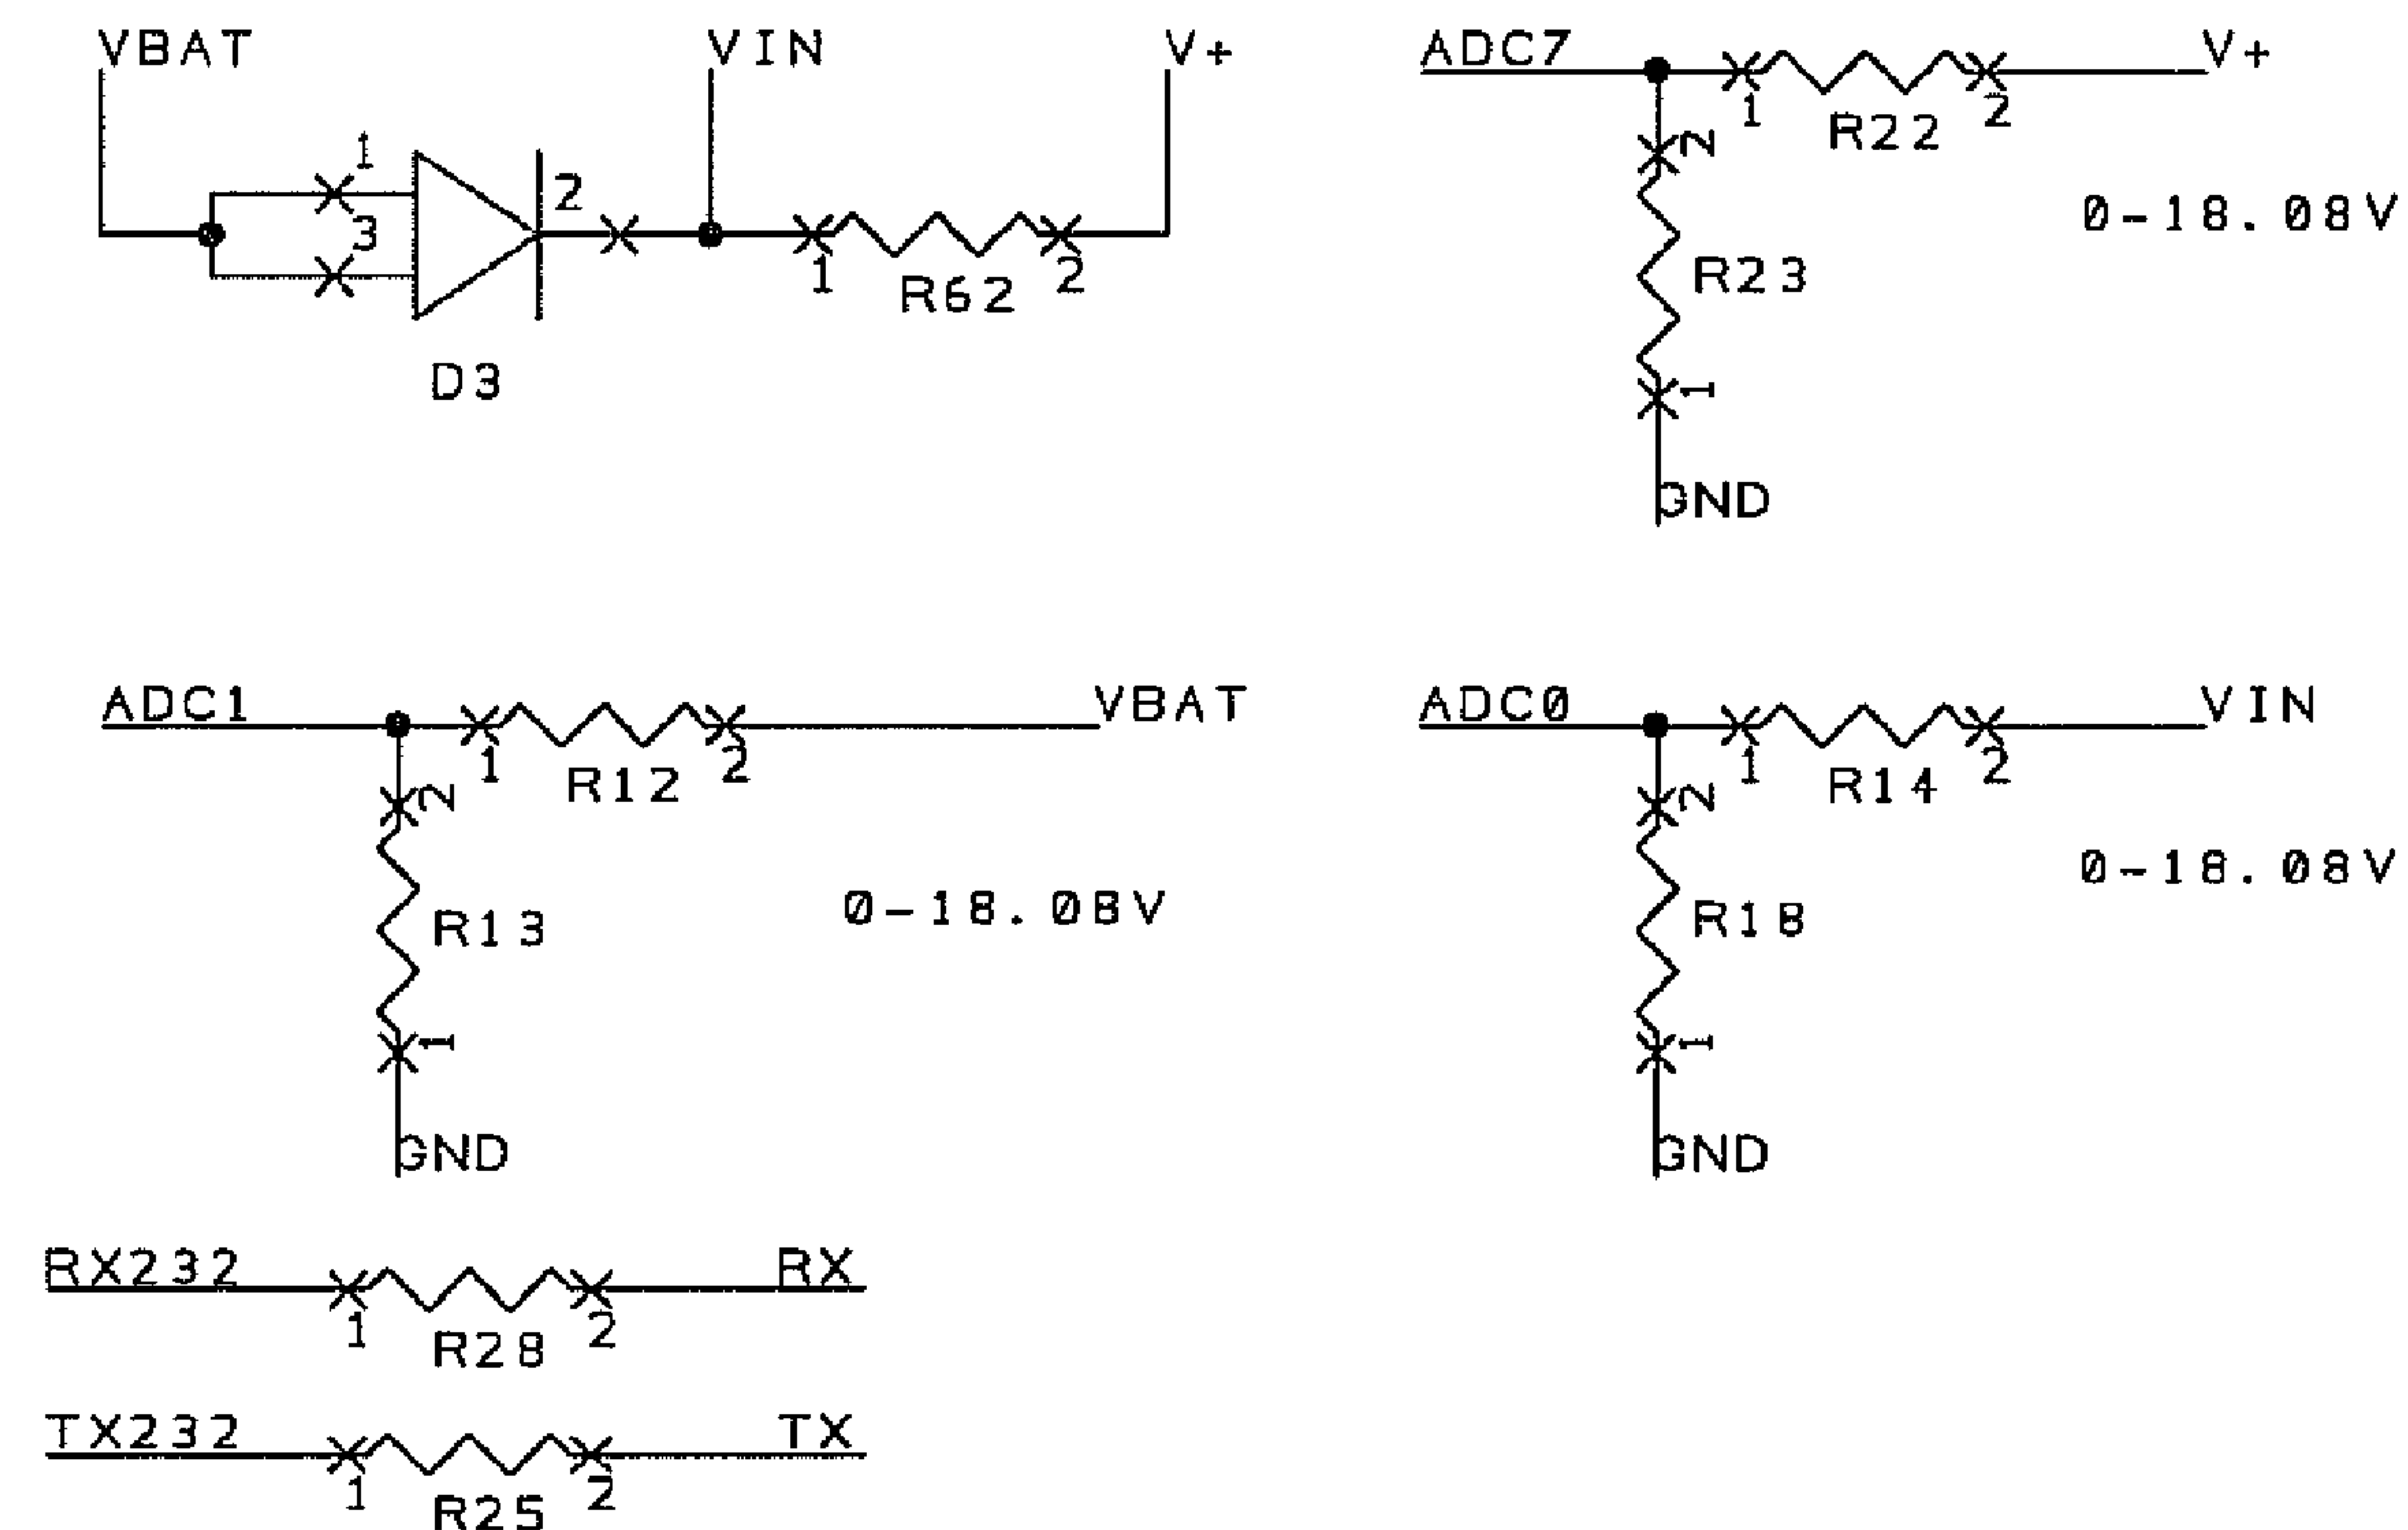 VBAT VIN V+
1
3
2
1 R62 2
D3
ADC7 V+
1 R22 2
2
0-18.08V
R23
1
GND
ADC1 VBAT
1 R12 2
2
R13 0-18.08V
1
GND
ADC0 VIN
1 R14 2
2
0-18.08V
R18
1
GND
RX232 RX
1 R28 2
TX232 TX
1 R25 2